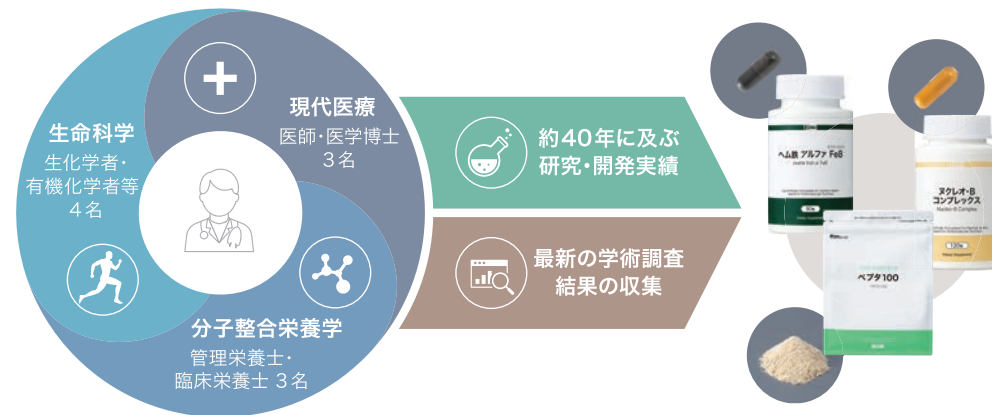 現代医療
医師・医学博士
3名
生命科学
生化学者・
有機化学者等
4名
分子整合栄養学
管理栄養士・
臨床栄養士 3名
約40年に及ぶ
研究・開発実績
最新の学術調査
結果の収集
ヘム鉄 アルファ FeB
ヌクレオ・B
コンプレックス
Nucleo-B Complex
ペプタ100